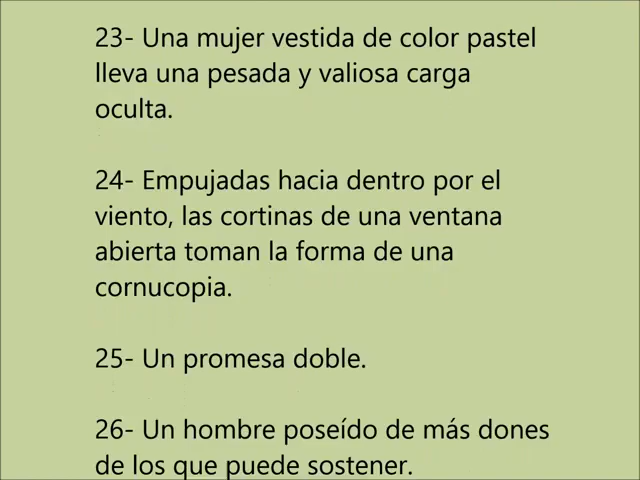 23- Una mujer vestida de color pastel
lleva una pesada y valiosa carga
oculta.
24- Empujadas hacia dentro por el
viento, las cortinas de una ventana
abierta toman la forma de una
cornucopia.
25- Un promesa doble.
26- Un hombre poseído de más dones
de los que puede sostener.